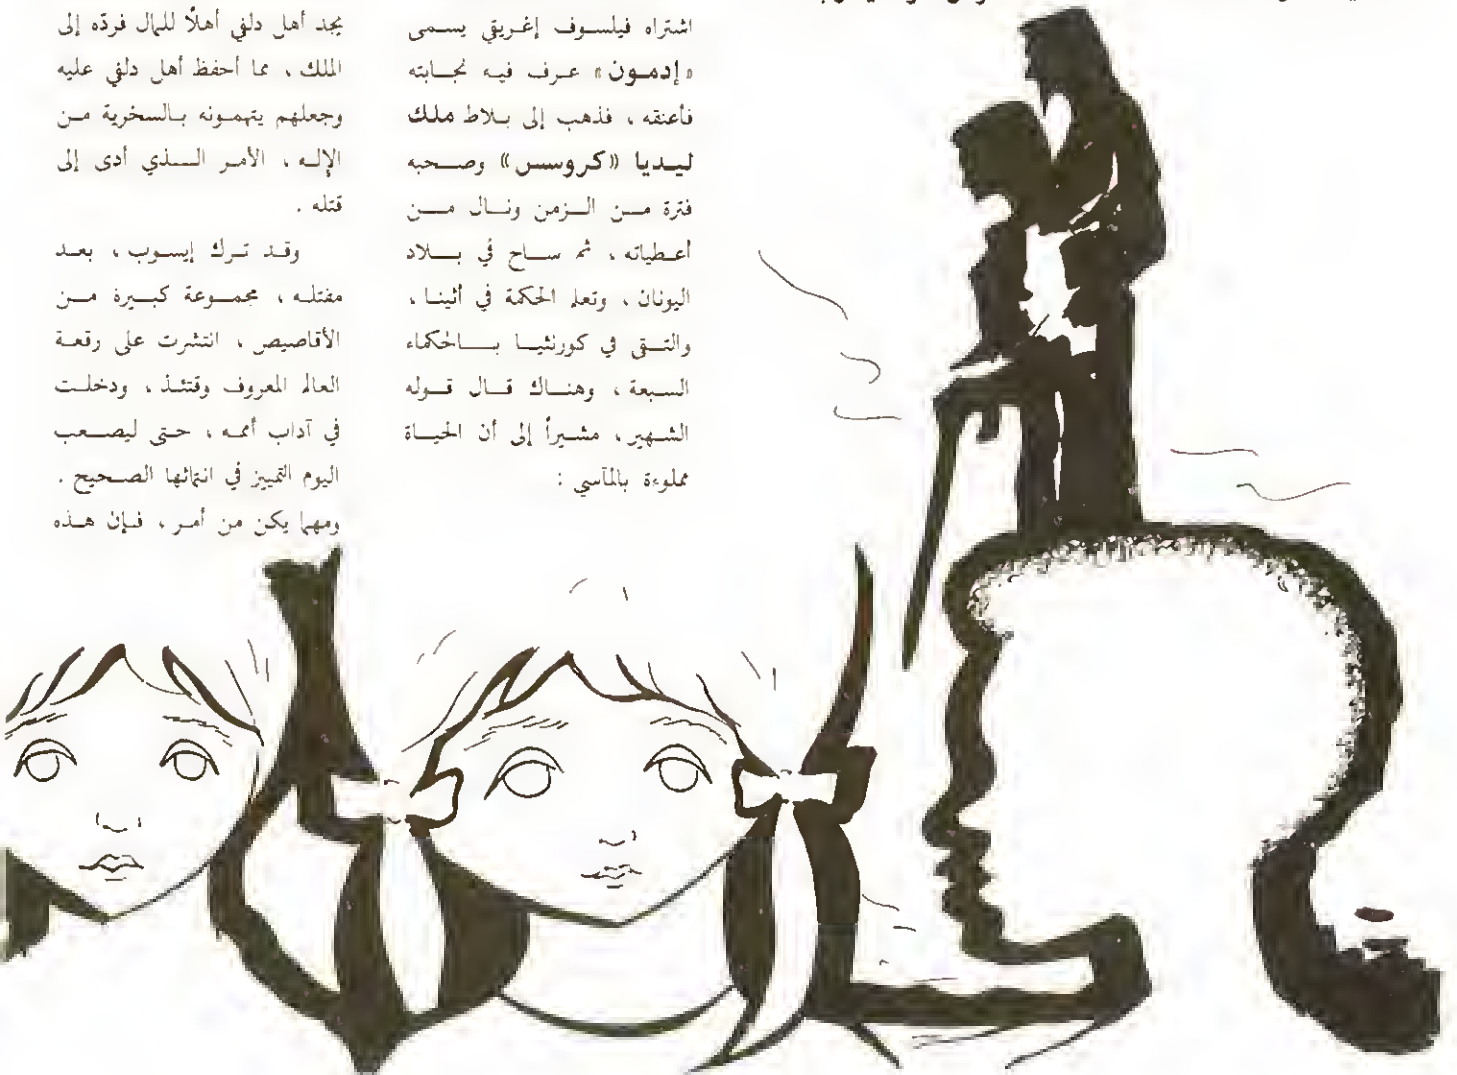 اشتراه فيلسوف إغريقي يسمى
«إدمون» عرف فيه نجابته
فأعتقه ، فذهب إلى بلاط ملك
ليديا «كروسس» وصحبه
فترة من الزمن ونال من
أعطياته ، ثم ساح في بلاد
اليونان ، وتعلم الحكمة في أثينا ،
والتقى في كورنثيا بالحكماء
السبعة ، وهناك قال قوله
الشهير ، مشيراً إلى أن الحياة
مملوءة بالمآسي :
يجد أهل دلفي أهلاً للمال فردّه إلى
الملك ، مما أحفظ أهل دلفي عليه
وجعلهم يتهمونه بالسخرية من
الإله ، الأمر الذي أدى إلى
قتله .
وقد ترك إيسوب ، بعد
مقتله ، مجموعة كبيرة من
الأقاصيص ، انتشرت على رقعة
العالم المعروف وقتئذ ، ودخلت
في آداب أممه ، حتى ليصعب
اليوم التمييز في انتمائها الصحيح .
ومهما يكن من أمر ، فإن هذه